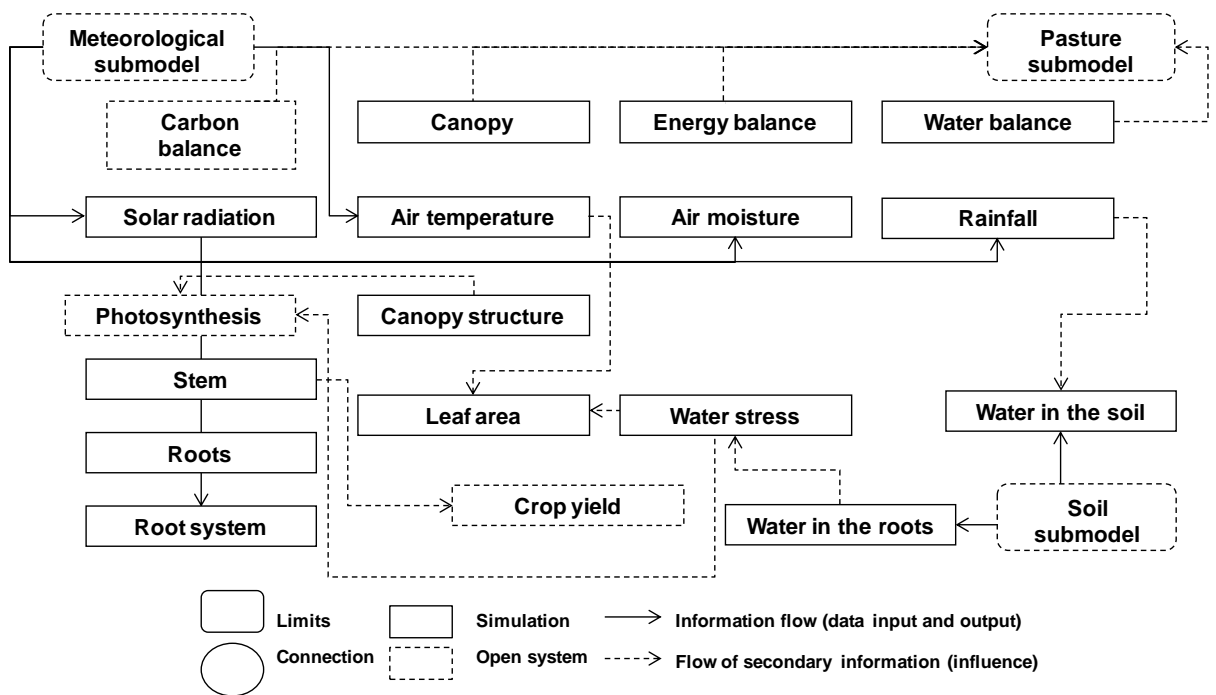 Meteorological
submodel
Pasture
submodel
Carbon
balance
Canopy
Energy balance
Water balance
Solar radiation
Air temperature
Air moisture
Rainfall
Photosynthesis
Canopy structure
Stem
Leaf area
Water stress
Water in the soil
Roots
Crop yield
Root system
Water in the roots
Soil
submodel
Limits
Simulation
Information flow (data input and output)
Connection
Open system
Flow of secondary information (influence)